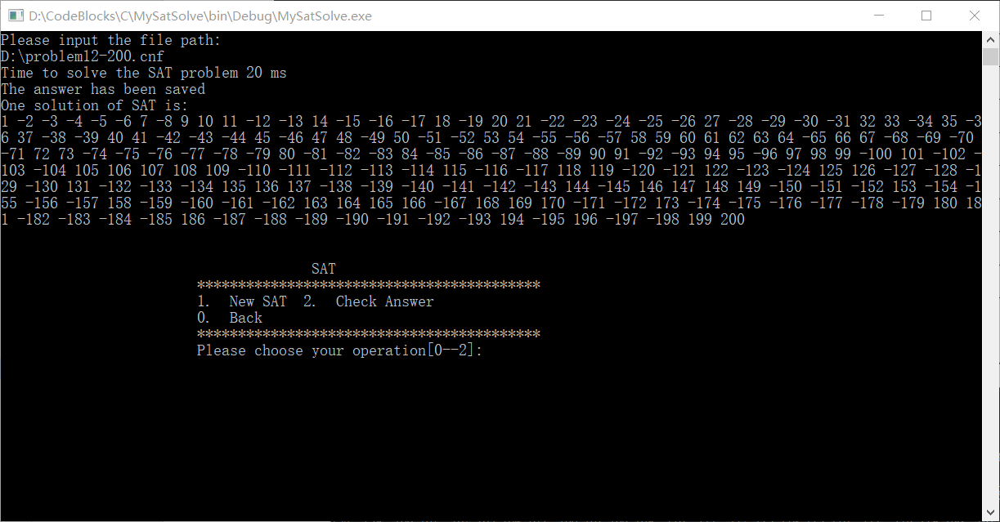 D:\CodeBlocks\C\MySatSolve\bin\Debug\MySatSolve.exe
Please input the file path:
D:\problem12-200.cnf
Time to solve the SAT problem 20 ms
The answer has been saved
One solution of SAT is:
1 -2 -3 -4 -5 -6 7 -8 9 10 11 -12 -13 14 -15 -16 -17 18 -19 20 21 -22 -23 -24 -25 -26 27 -28 -29 -30 -31 32 33 -34 35 -3
6 37 -38 -39 40 41 -42 -43 -44 45 -46 47 48 -49 50 -51 -52 53 54 -55 -56 -57 58 59 60 61 62 63 64 -65 66 67 -68 -69 -70
-71 72 73 -74 -75 -76 -77 -78 -79 80 -81 -82 -83 84 -85 -86 -87 -88 -89 90 91 -92 -93 94 95 -96 97 98 99 -100 101 -102 -
103 -104 105 106 107 108 109 -110 -111 -112 -113 -114 115 -116 -117 118 119 -120 -121 122 -123 -124 125 126 -127 -128 -1
29 -130 131 -132 -133 -134 135 136 137 -138 -139 -140 -141 -142 -143 144 -145 146 147 148 149 -150 -151 -152 153 -154 -1
55 -156 -157 158 -159 -160 -161 -162 163 164 165 166 -167 168 169 170 -171 -172 173 -174 -175 -176 -177 -178 -179 180 18
1 -182 -183 -184 -185 186 -187 -188 -189 -190 -191 -192 -193 194 -195 196 -197 -198 199 200
SAT
******************************************
1. New SAT 2. Check Answer
0. Back
******************************************
Please choose your operation[0--2]: